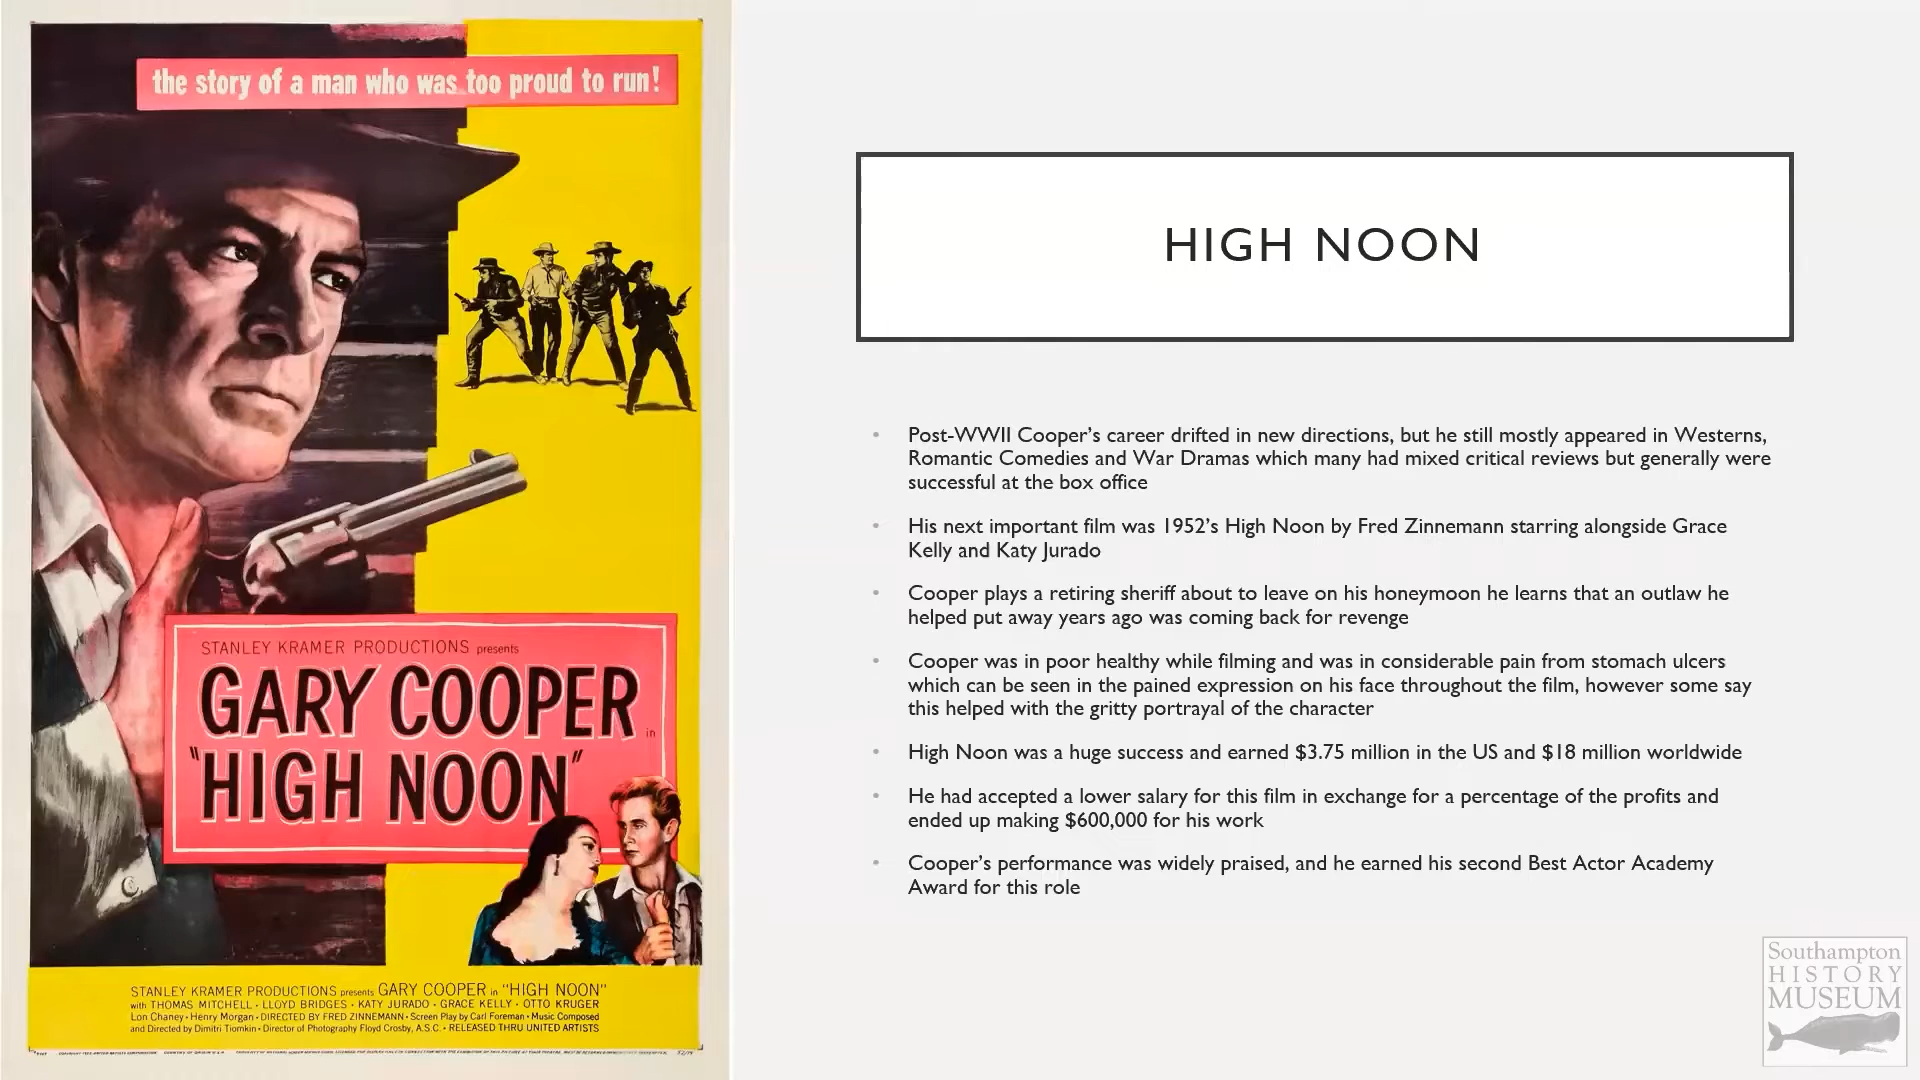 the story of a man who was too proud to run!
STANLEY KRAMER PRODUCTIONS presents
GARY COOPER
in
"HIGH NOON"
STANLEY KRAMER PRODUCTIONS presents GARY COOPER in "HIGH NOON"
with THOMAS MITCHELL • LLOYD BRIDGES • KATY JURADO • GRACE KELLY • OTTO KRUGER
Lon Chaney • Henry Morgan • DIRECTED BY FRED ZINNEMANN • Screen Play by Carl Foreman • Music Composed
and Directed by Dimitri Tiomkin • Director of Photography Floyd Crosby, A.S.C. • RELEASED THRU UNITED ARTISTS
HIGH NOON
• Post-WWII Cooper's career drifted in new directions, but he still mostly appeared in Westerns,
Romantic Comedies and War Dramas which many had mixed critical reviews but generally were
successful at the box office
• His next important film was 1952's High Noon by Fred Zinnemann starring alongside Grace
Kelly and Katy Jurado
• Cooper plays a retiring sheriff about to leave on his honeymoon he learns that an outlaw he
helped put away years ago was coming back for revenge
• Cooper was in poor healthy while filming and was in considerable pain from stomach ulcers
which can be seen in the pained expression on his face throughout the film, however some say
this helped with the gritty portrayal of the character
• High Noon was a huge success and earned $3.75 million in the US and $18 million worldwide
• He had accepted a lower salary for this film in exchange for a percentage of the profits and
ended up making $600,000 for his work
• Cooper's performance was widely praised, and he earned his second Best Actor Academy
Award for this role
Southampton
HISTORY
MUSEUM